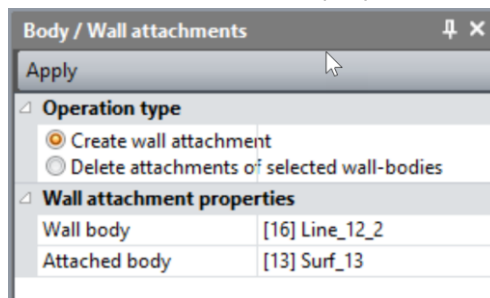 Body / Wall attachments
Apply
Operation type
Create wall attachment
Delete attachments of selected wall-bodies
Wall attachment properties
Wall body [16] Line_12_2
Attached body [13] Surf_13